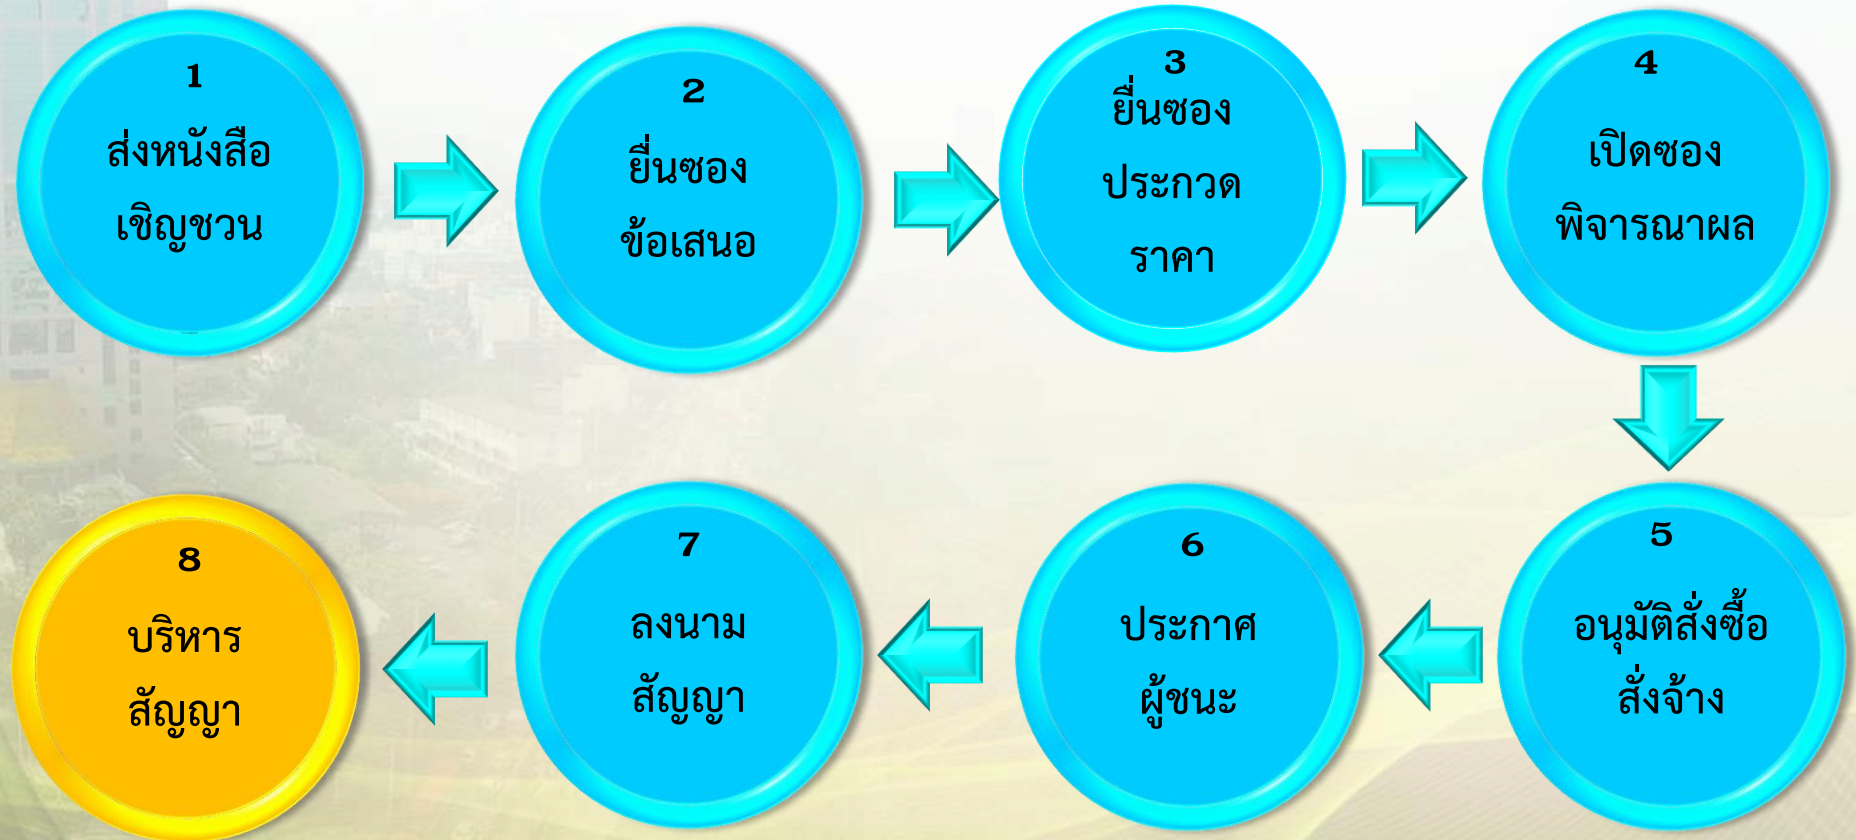 1
ส่งหนังสือ
เชิญชวน
2
ยื่นซอง
ข้อเสนอ
3
ยื่นซอง
ประกวด
ราคา
4
เปิดซอง
พิจารณาผล
5
อนุมัติสั่งซื้อ
สั่งจ้าง
6
ประกาศ
ผู้ชนะ
7
ลงนาม
สัญญา
8
บริหาร
สัญญา